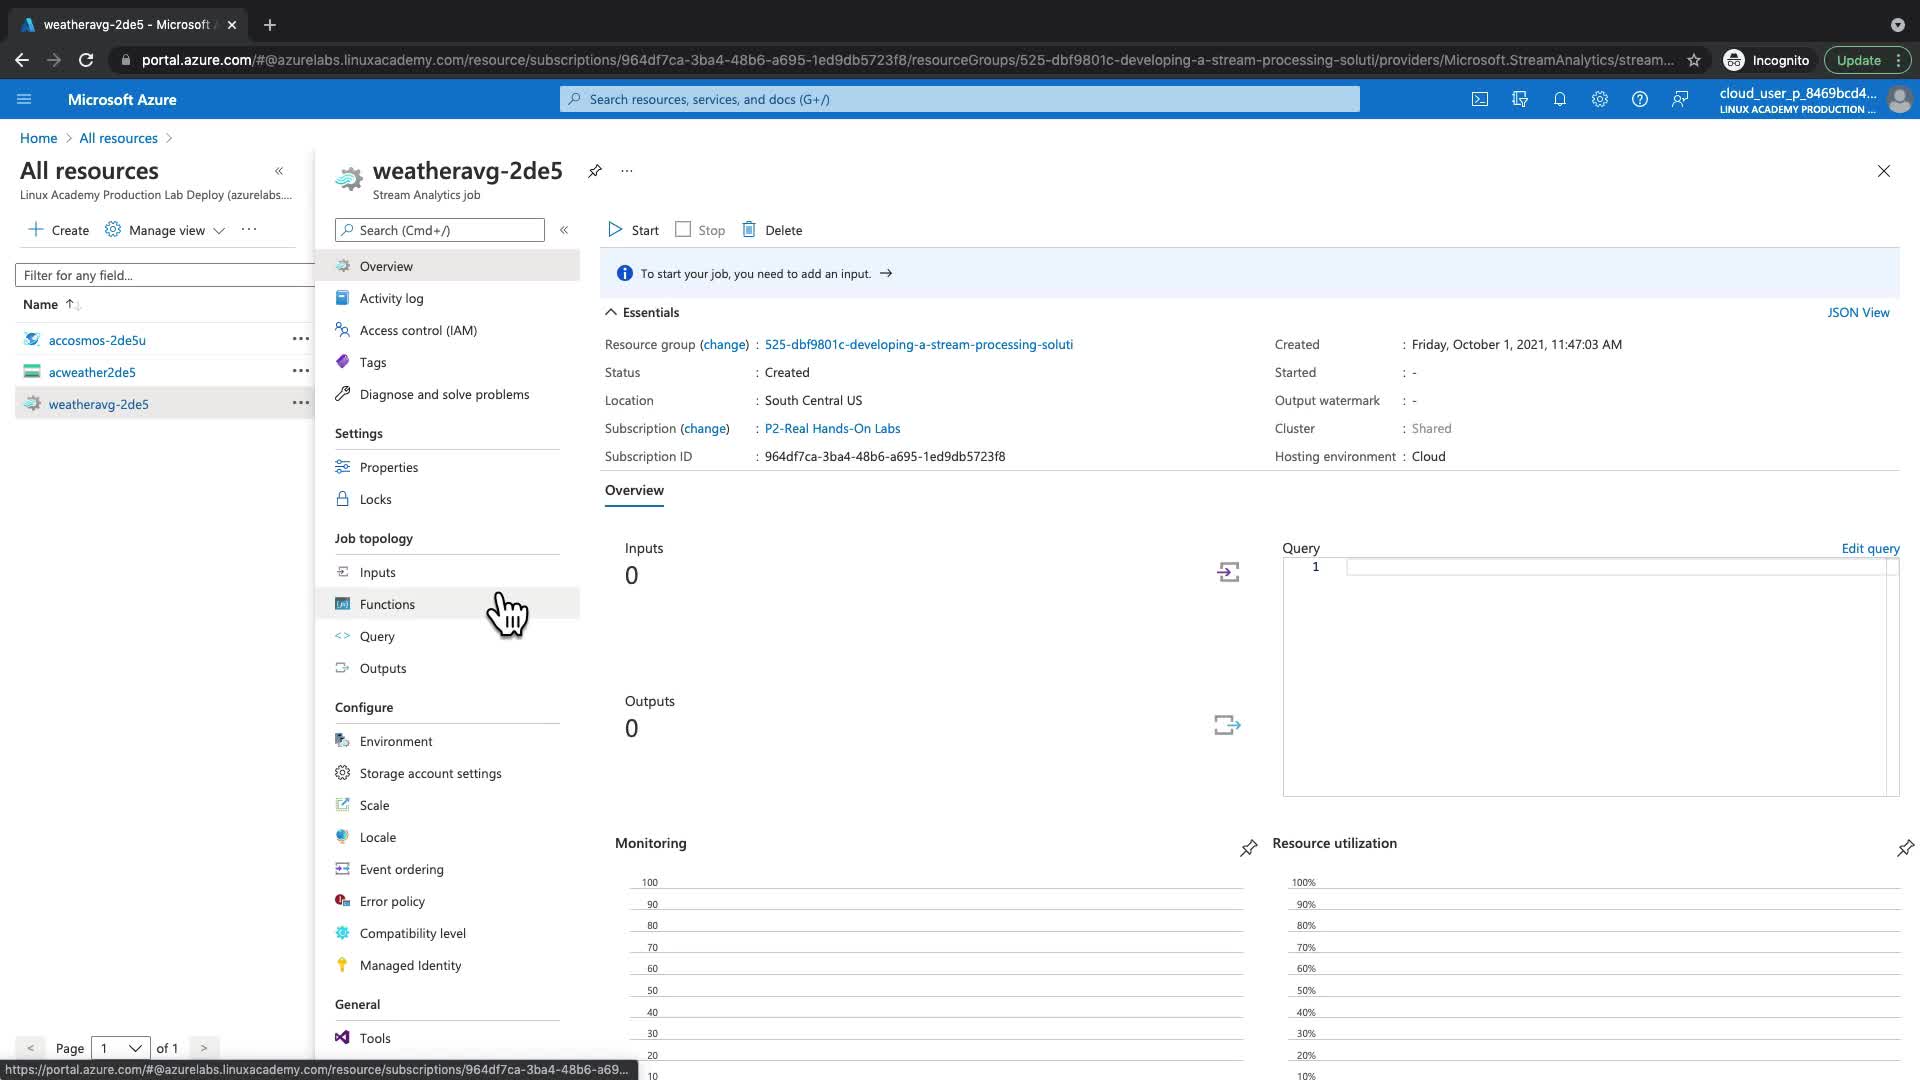 weatheravg-2de5 - Microsoft
portal.azure.com/#@azurelabs.linuxacademy.com/resource/subscriptions/964df7ca-3ba4-48b6-a695-1ed9db5723f8/resourceGroups/525-dbf9801c-developing-a-stream-processing-soluti/providers/Microsoft.StreamAnalytics/stream...
Incognito
Update
Microsoft Azure
Search resources, services, and docs (G+/)
cloud_user_p_8469bcd4...
LINUX ACADEMY PRODUCTION ...
Home > All resources >
All resources
Linux Academy Production Lab Deploy (azurelabs....
Create
Manage view
Filter for any field...
Name
accosmos-2de5u
acweather2de5
weatheravg-2de5
Page 1 of 1
weatheravg-2de5
Stream Analytics job
Search (Cmd+/)
Overview
Activity log
Access control (IAM)
Tags
Diagnose and solve problems
Settings
Properties
Locks
Job topology
Inputs
Functions
Query
Outputs
Configure
Environment
Storage account settings
Scale
Locale
Event ordering
Error policy
Compatibility level
Managed Identity
General
Tools
Start
Stop
Delete
To start your job, you need to add an input.
Essentials
JSON View
Resource group (change) : 525-dbf9801c-developing-a-stream-processing-soluti
Status : Created
Location : South Central US
Subscription (change) : P2-Real Hands-On Labs
Subscription ID : 964df7ca-3ba4-48b6-a695-1ed9db5723f8
Created : Friday, October 1, 2021, 11:47:03 AM
Started : -
Output watermark : -
Cluster : Shared
Hosting environment : Cloud
Overview
Inputs
0
Outputs
0
Query
Edit query
1
Monitoring
100
90
80
70
60
50
40
30
20
10
Resource utilization
100%
90%
80%
70%
60%
50%
40%
30%
20%
10%
https://portal.azure.com/#@azurelabs.linuxacademy.com/resource/subscriptions/964df7ca-3ba4-48b6-a69...